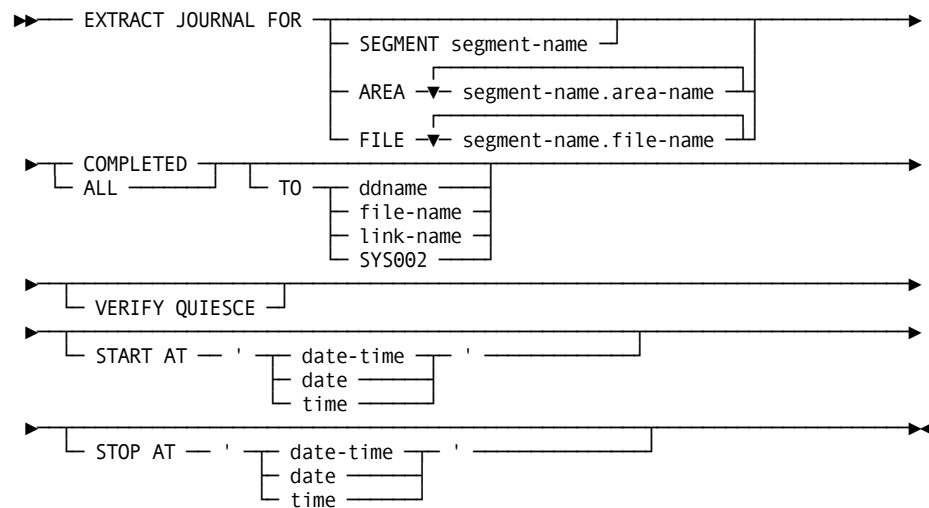 EXTRACT JOURNAL FOR
SEGMENT segment-name
AREA segment-name.area-name
FILE segment-name.file-name
COMPLETED
ALL
TO ddname
file-name
link-name
SYS002
VERIFY QUIESCE
START AT ' date-time '
date
time
STOP AT ' date-time '
date
time